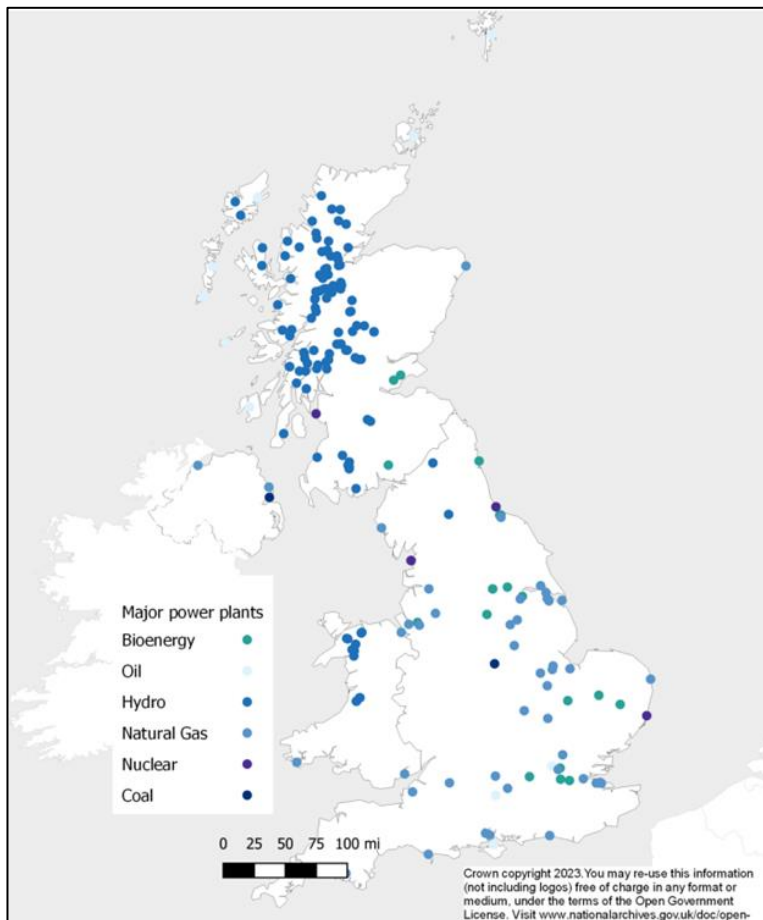 Major power plants
Bioenergy
Oil
Hydro
Natural Gas
Nuclear
Coal
0 25 50 75 100 mi
Crown copyright 2023.You may re-use this information
(not including logos) free of charge in any format or
medium, under the terms of the Open Government
License. Visit www.nationalarchives.gov.uk/doc/open-